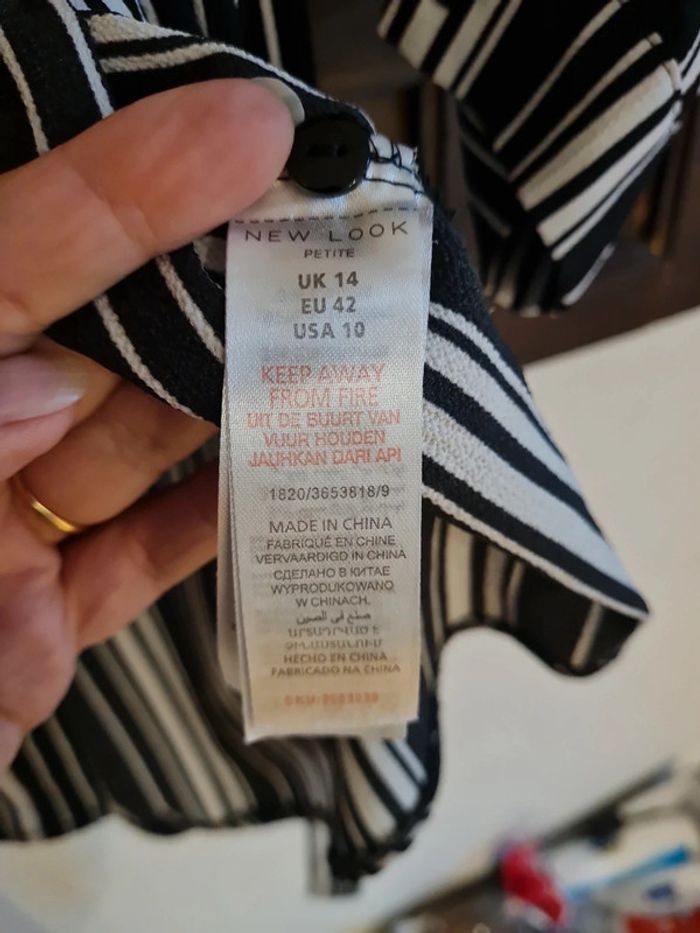 NEW LOOK
PETITE
UK 14
EU 42
USA 10
KEEP AWAY
FROM FIRE
UIT DE BUURT VAN
VUUR HOUDEN
JAUHKAN DARI API
1820/3653818/9
MADE IN CHINA
FABRIQUÉ EN CHINE
VERVAARDIGD IN CHINA
СДЕЛАНО В КИТАЕ
WYPRODUKOWANO
W CHINACH.
صنع في الصين
HECHO EN CHINA
FABRICADO NA CHINA